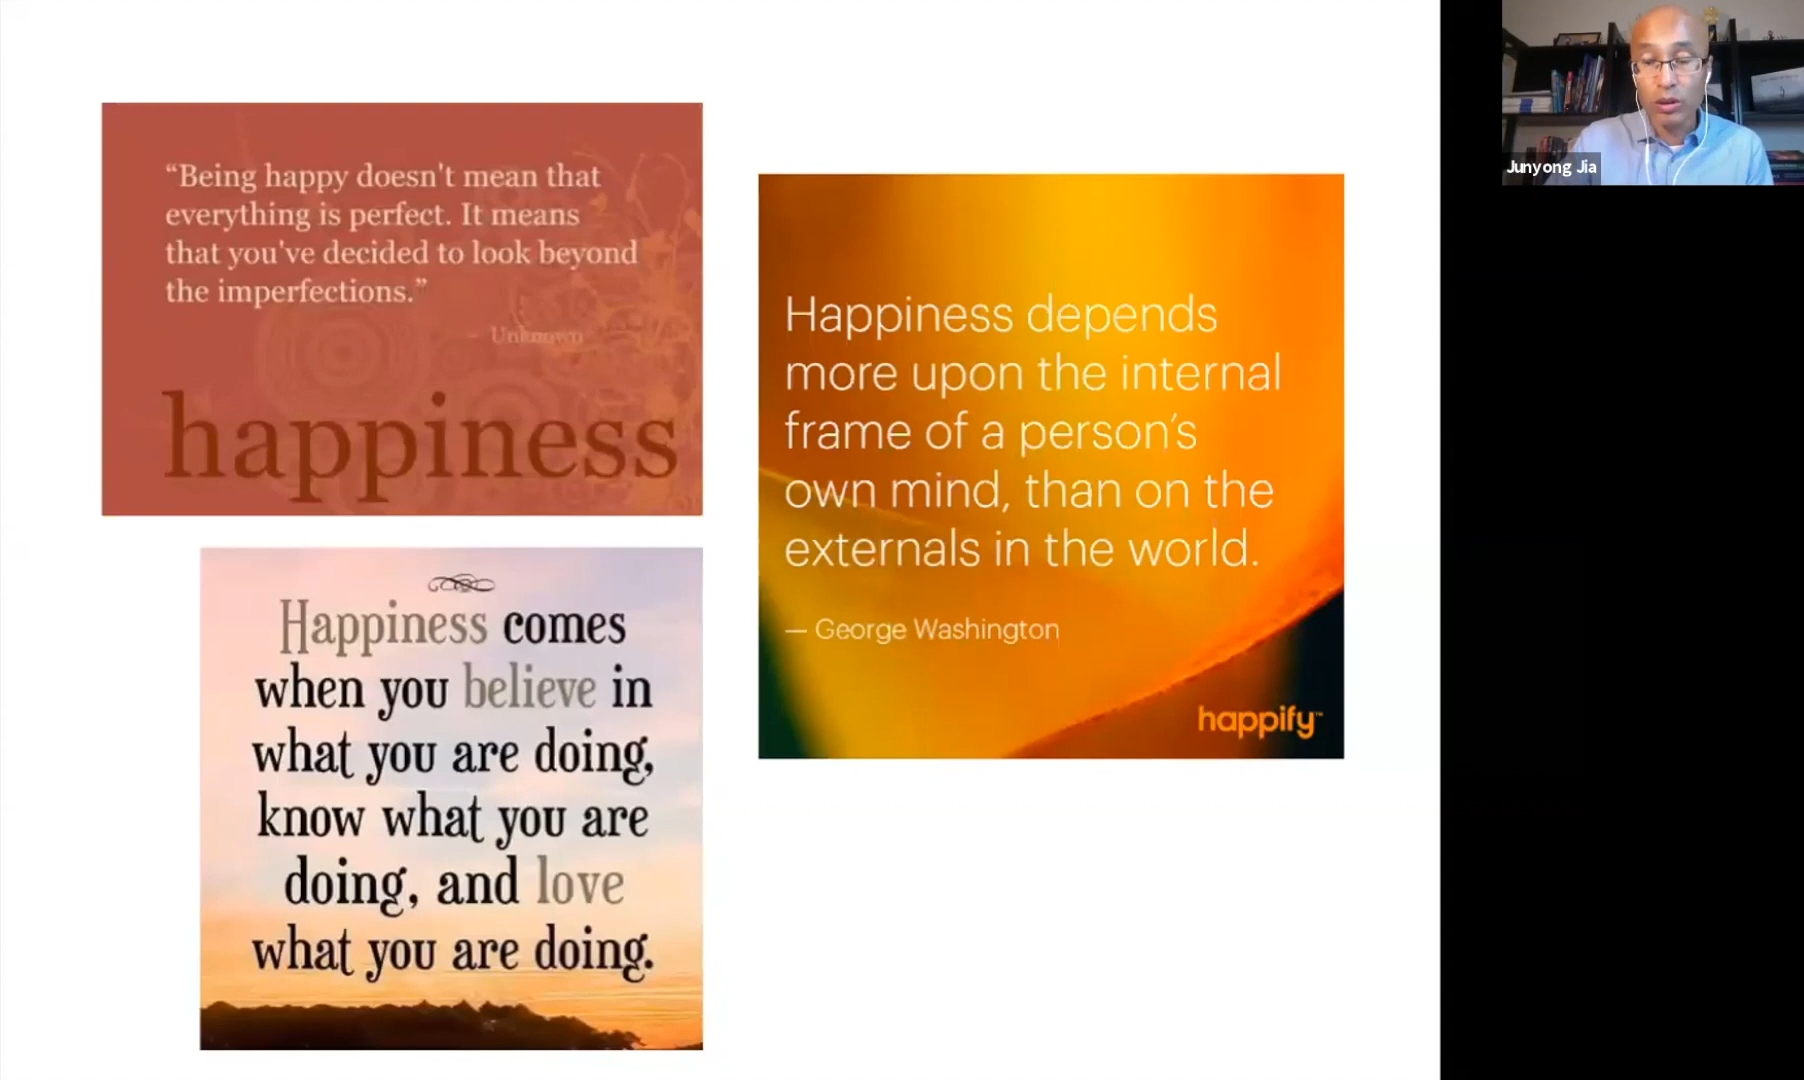 “Being happy doesn't mean that
everything is perfect. It means
that you've decided to look beyond
the imperfections.”
- Unknown
happiness
Happiness comes
when you believe in
what you are doing,
know what you are
doing, and love
what you are doing.
Happiness depends
more upon the internal
frame of a person’s
own mind, than on the
externals in the world.
— George Washington
happify™
Junyong Jia